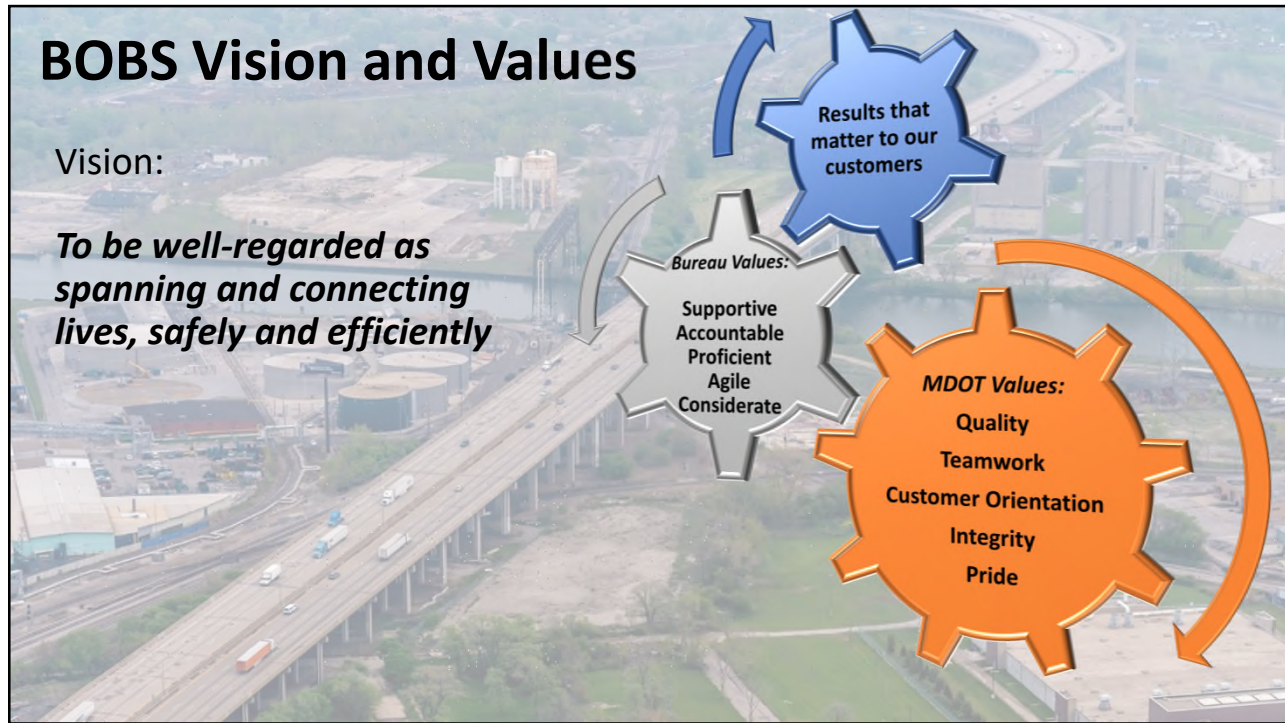 BOBS Vision and Values
Vision:
To be well-regarded as
spanning and connecting
lives, safely and efficiently
Results that
matter to our
customers
Bureau Values:
Supportive
Accountable
Proficient
Agile
Considerate
MDOT Values:
Quality
Teamwork
Customer Orientation
Integrity
Pride